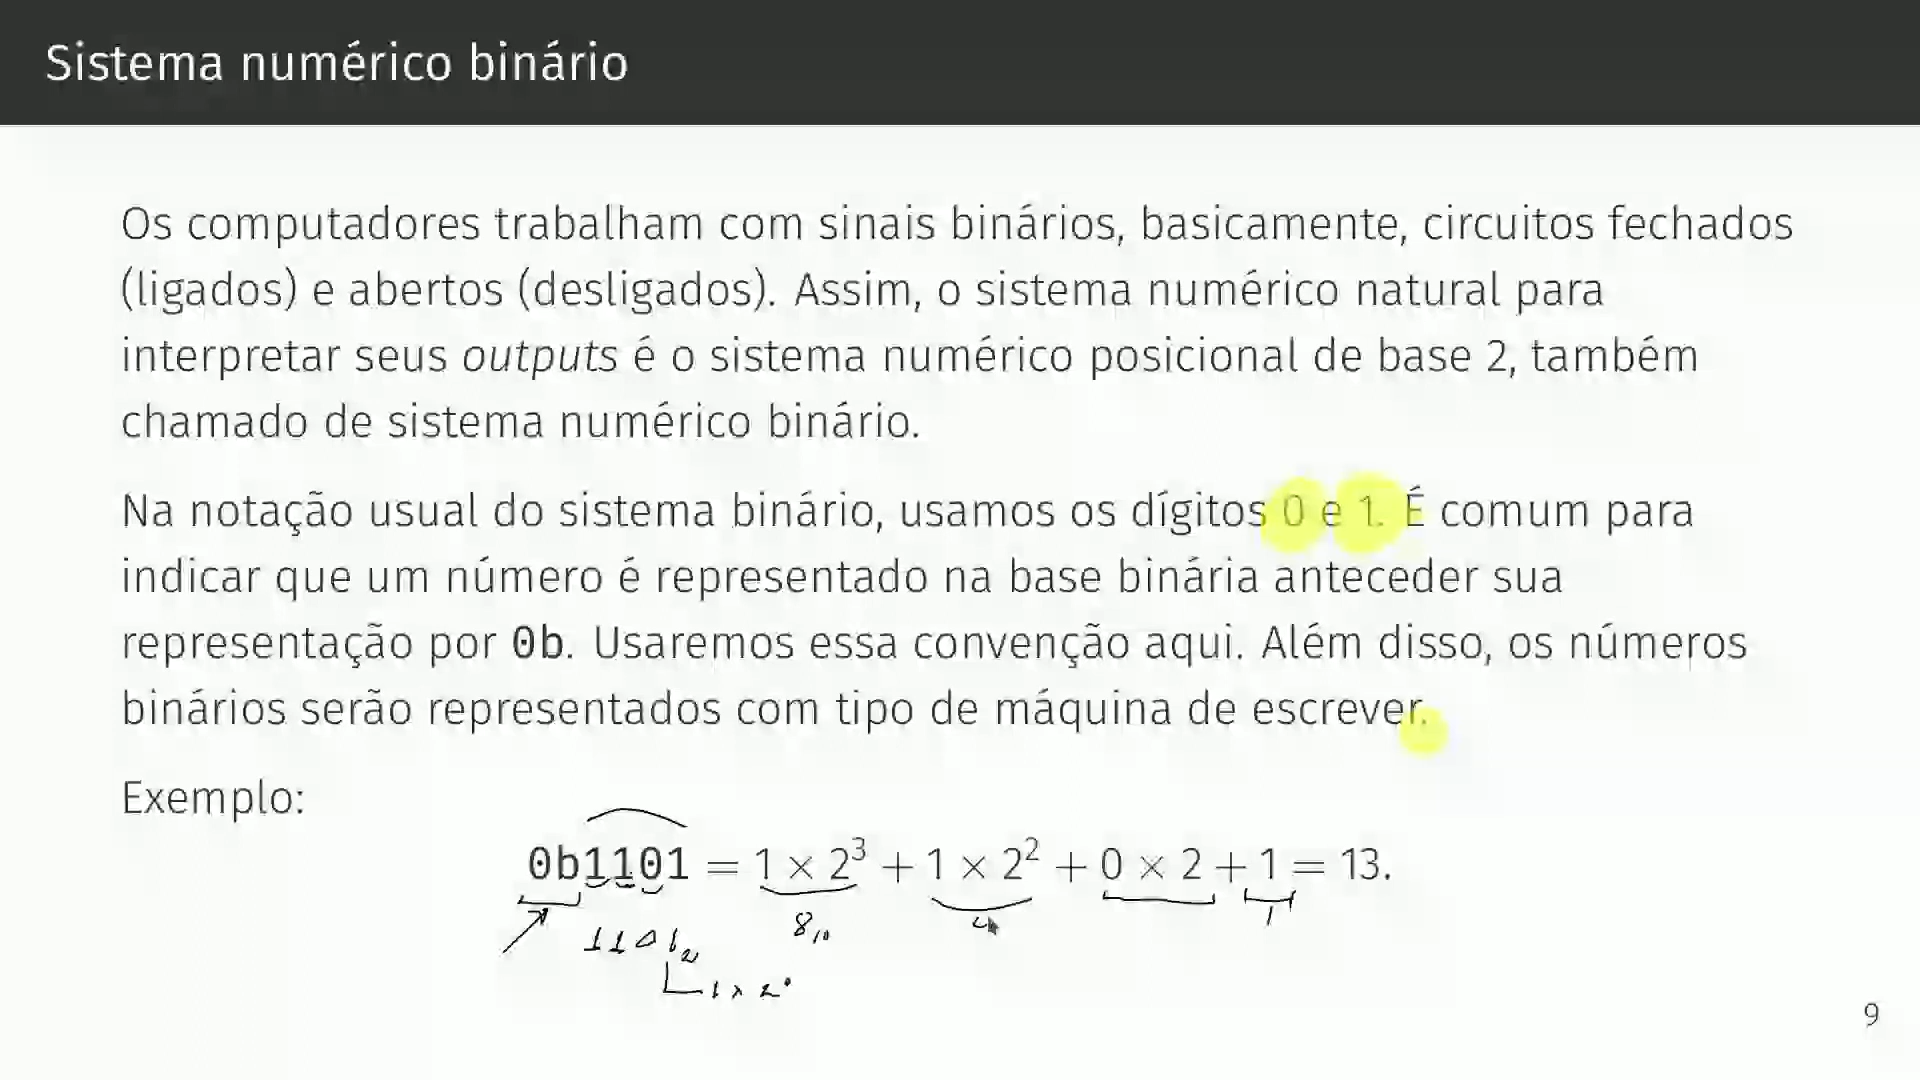 Sistema numérico binário
Os computadores trabalham com sinais binários, basicamente, circuitos fechados
(ligados) e abertos (desligados). Assim, o sistema numérico natural para
interpretar seus outputs é o sistema numérico posicional de base 2, também
chamado de sistema numérico binário.
Na notação usual do sistema binário, usamos os dígitos 0 e 1. É comum para
indicar que um número é representado na base binária anteceder sua
representação por 0b. Usaremos essa convenção aqui. Além disso, os números
binários serão representados com tipo de máquina de escrever.
Exemplo:
0b1101 = 1 × 2³ + 1 × 2² + 0 × 2 + 1 = 13.
1101₂ 8₁₀ 4 1
1 × 2⁰
9